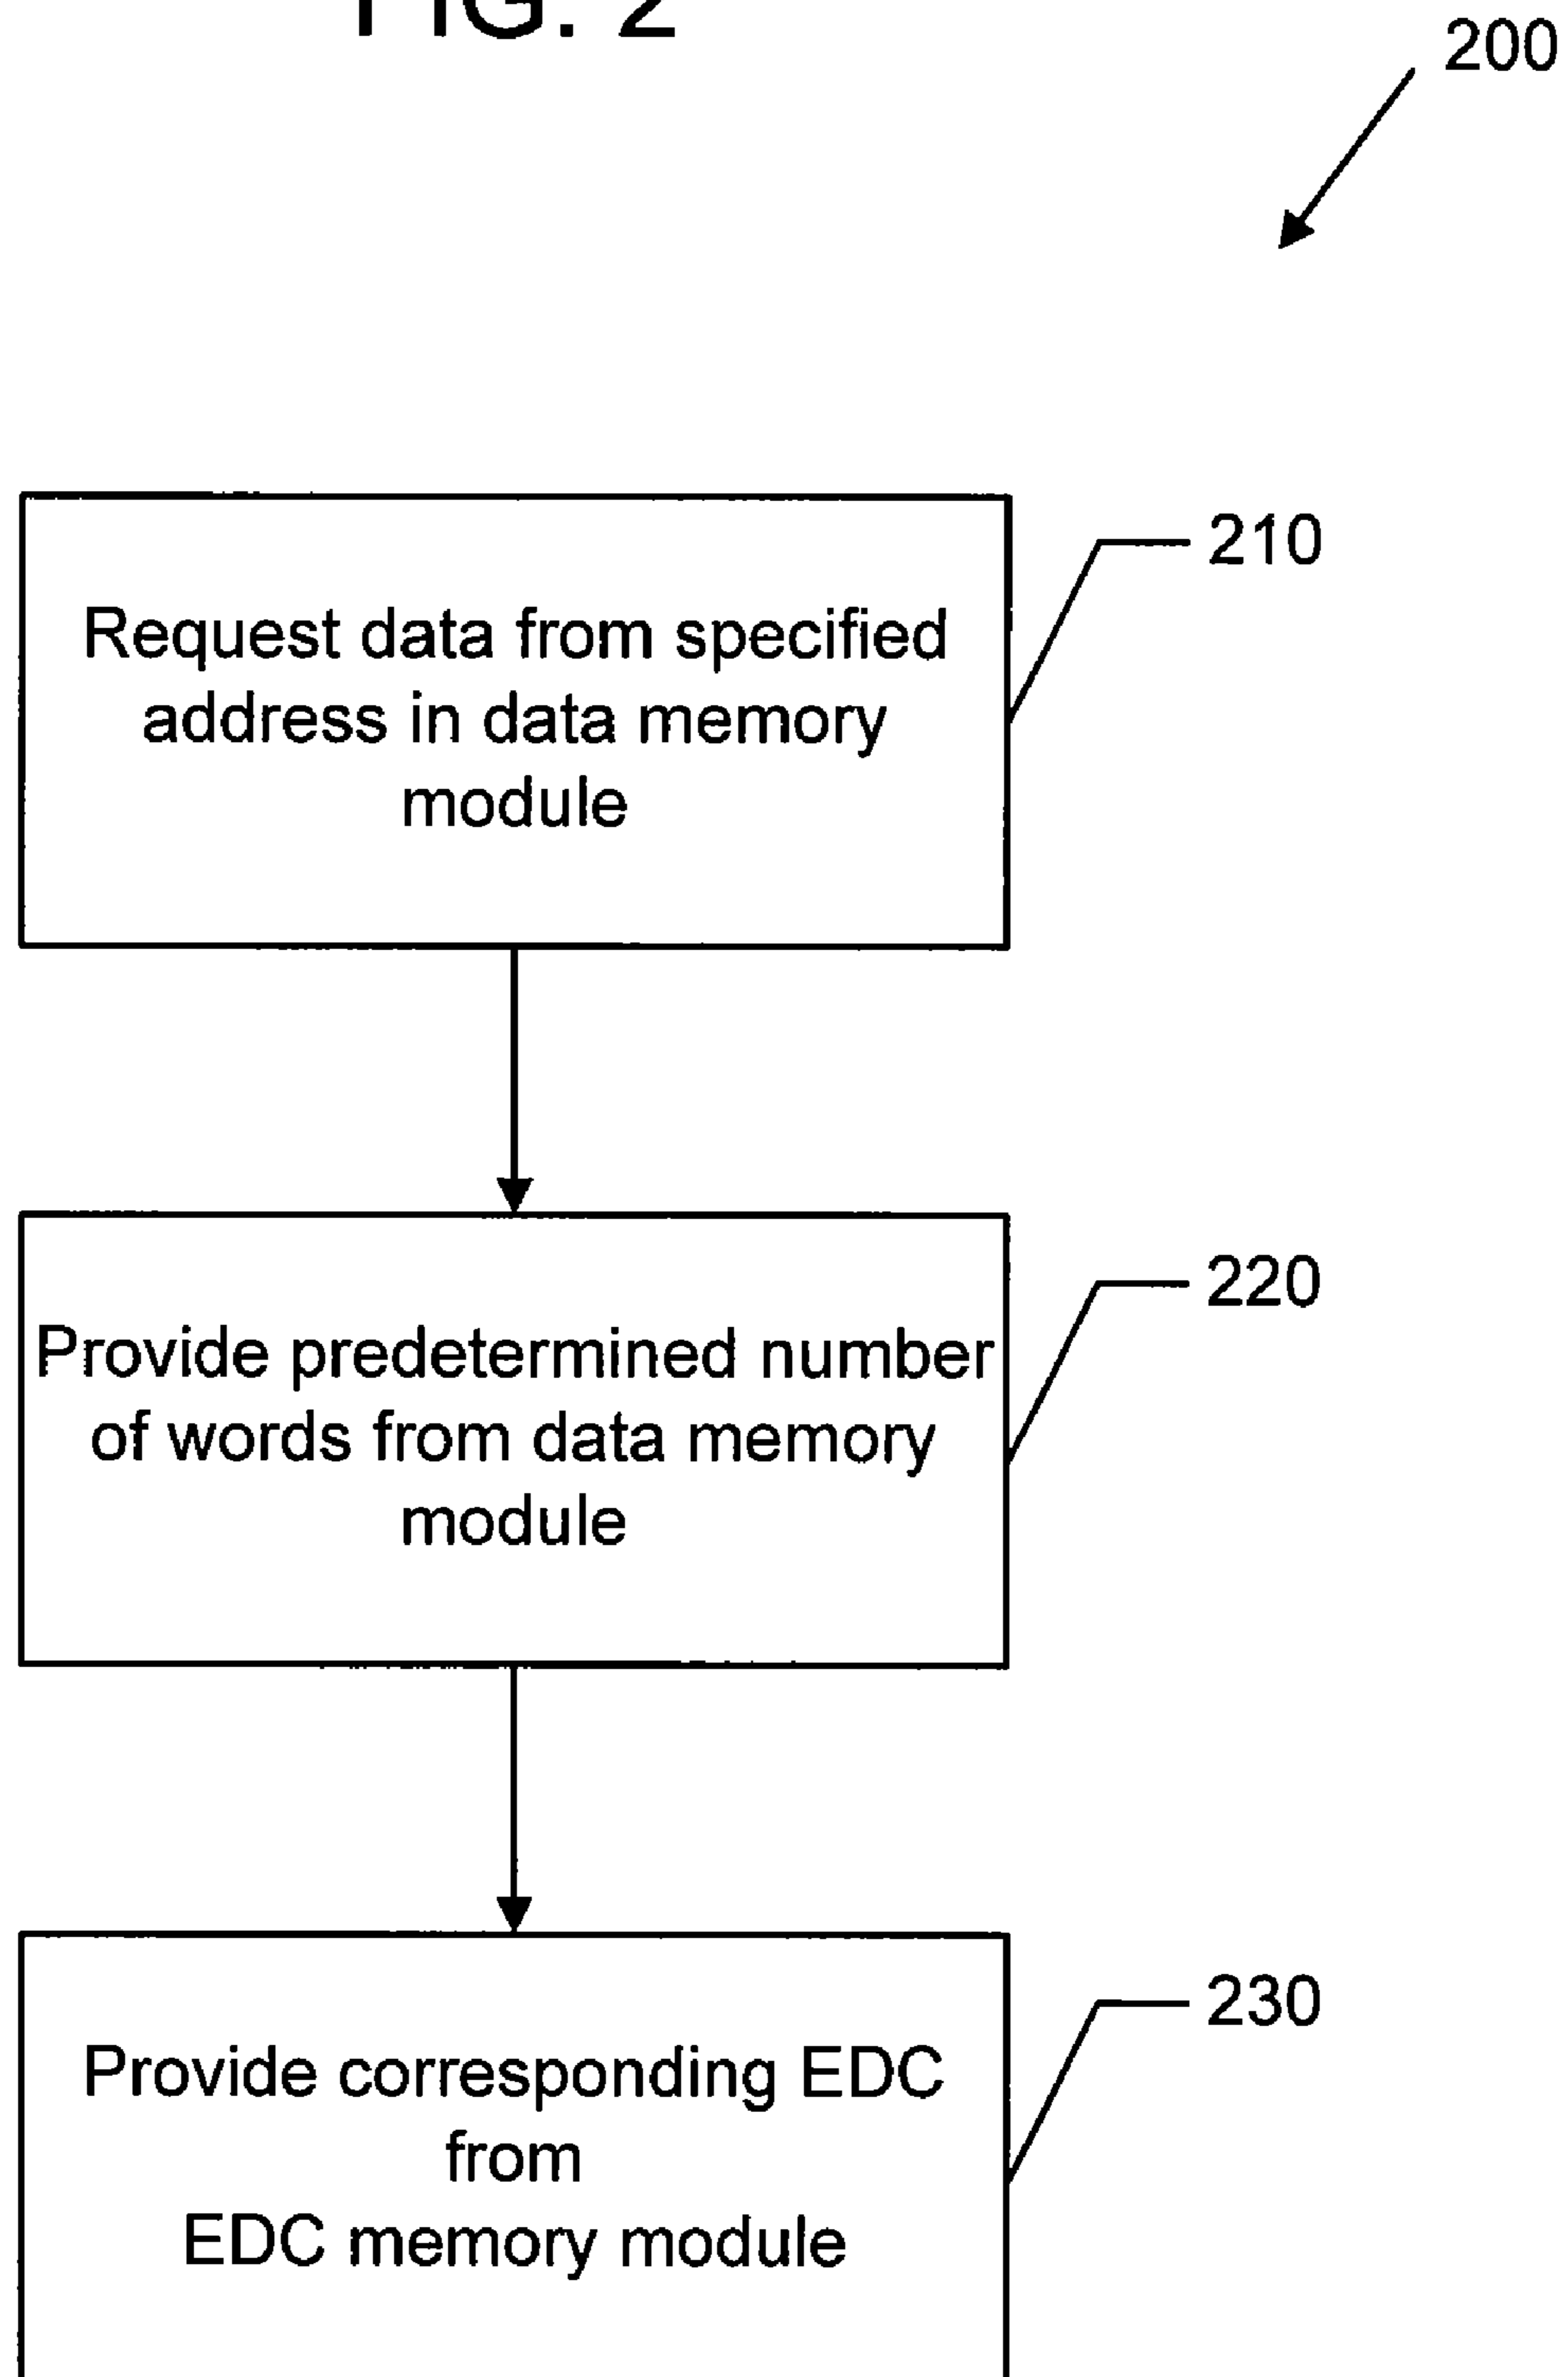 FIG. 2
200
210
Request data from specified
address in data memory
module
220
Provide predetermined number
of words from data memory
module
230
Provide corresponding EDC
from
EDC memory module